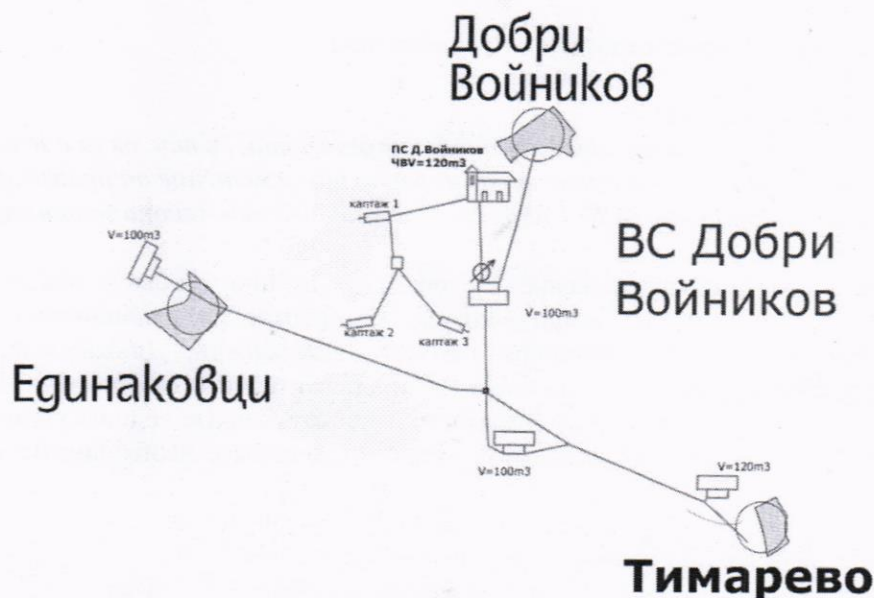 Добри
Войников
ПС Д.Войников
ЧВV=120m3
каптаж 1
V=100m3
ВС Добри
Войников
V=100m3
каптаж 2
каптаж 3
Единаковци
V=100m3
V=120m3
Тимарево